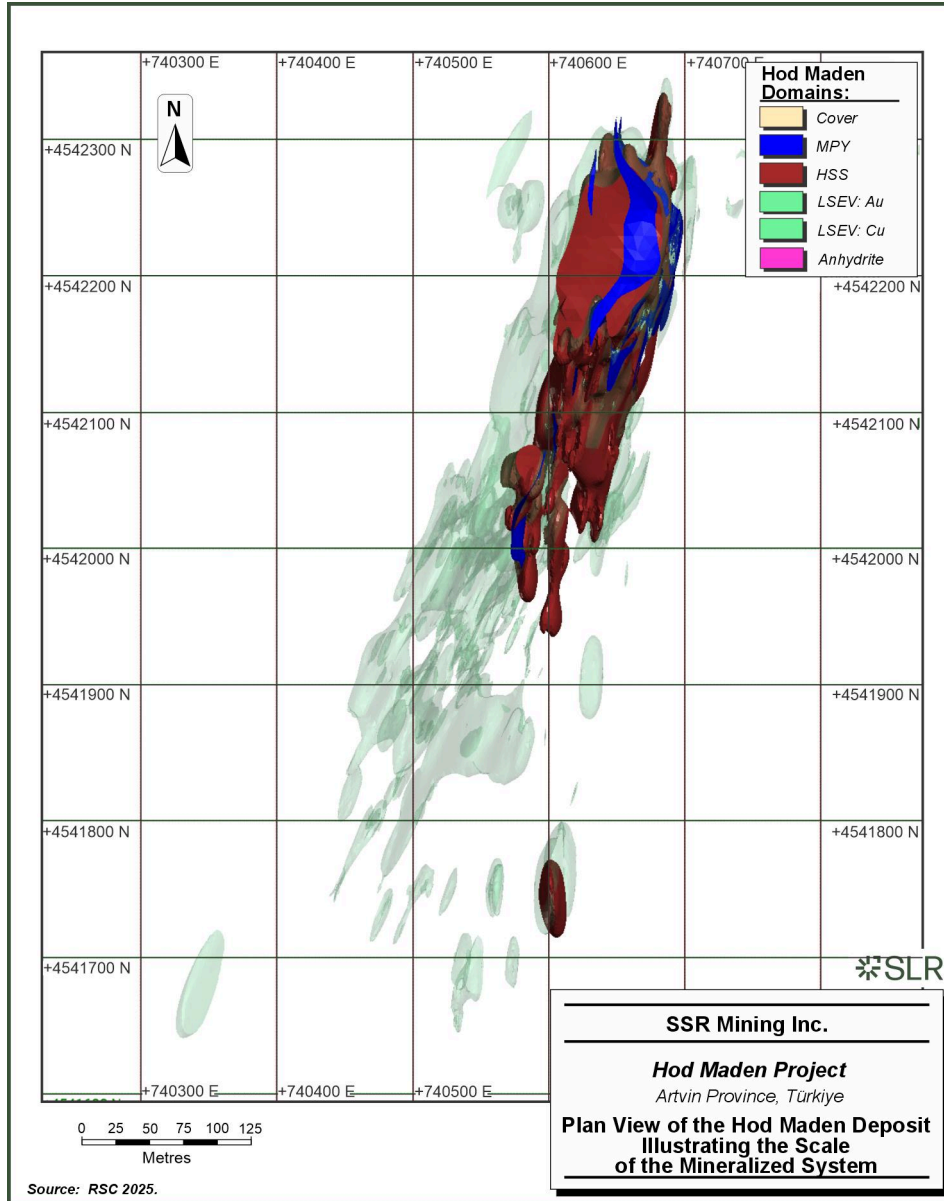 +740300 E
+740400 E
+740500 E
+740600 E
+740700 E
Hod Maden
Domains:
Cover
MPY
HSS
LSEV: Au
LSEV: Cu
Anhydrite
N
+4542300 N
+4542200 N
+4542200 N
+4542100 N
+4542100 N
+4542000 N
+4542000 N
+4541900 N
+4541900 N
+4541800 N
+4541800 N
+4541700 N
SLR
+740300 E
+740400 E
+740500 E
SSR Mining Inc.
Hod Maden Project
Artvin Province, Türkiye
Plan View of the Hod Maden Deposit
Illustrating the Scale
of the Mineralized System
0 25 50 75 100 125
Metres
Source: RSC 2025.